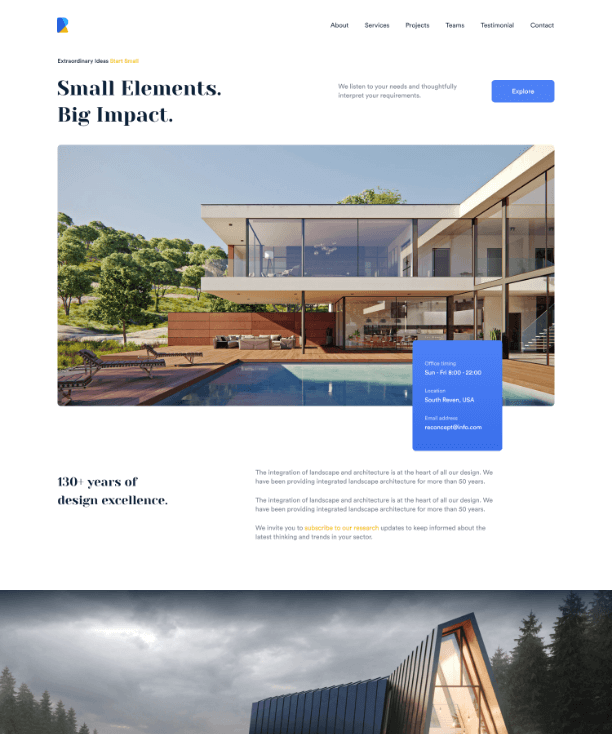 About Services Projects Teams Testimonial Contact
Extraordinary Ideas Start Small
Small Elements.
Big Impact.
We listen to your needs and thoughtfully
interpret your requirements.
Explore
Office timing
Sun - Fri 8:00 - 22:00
Location
South Raven, USA
Email address
reconcept@info.com
130+ years of
design excellence.
The integration of landscape and architecture is at the heart of all our design. We
have been providing integrated landscape architecture for more than 50 years.
The integration of landscape and architecture is at the heart of all our design. We
have been providing integrated landscape architecture for more than 50 years.
We invite you to subscribe to our research updates to keep informed about the
latest thinking and trends in your sector.